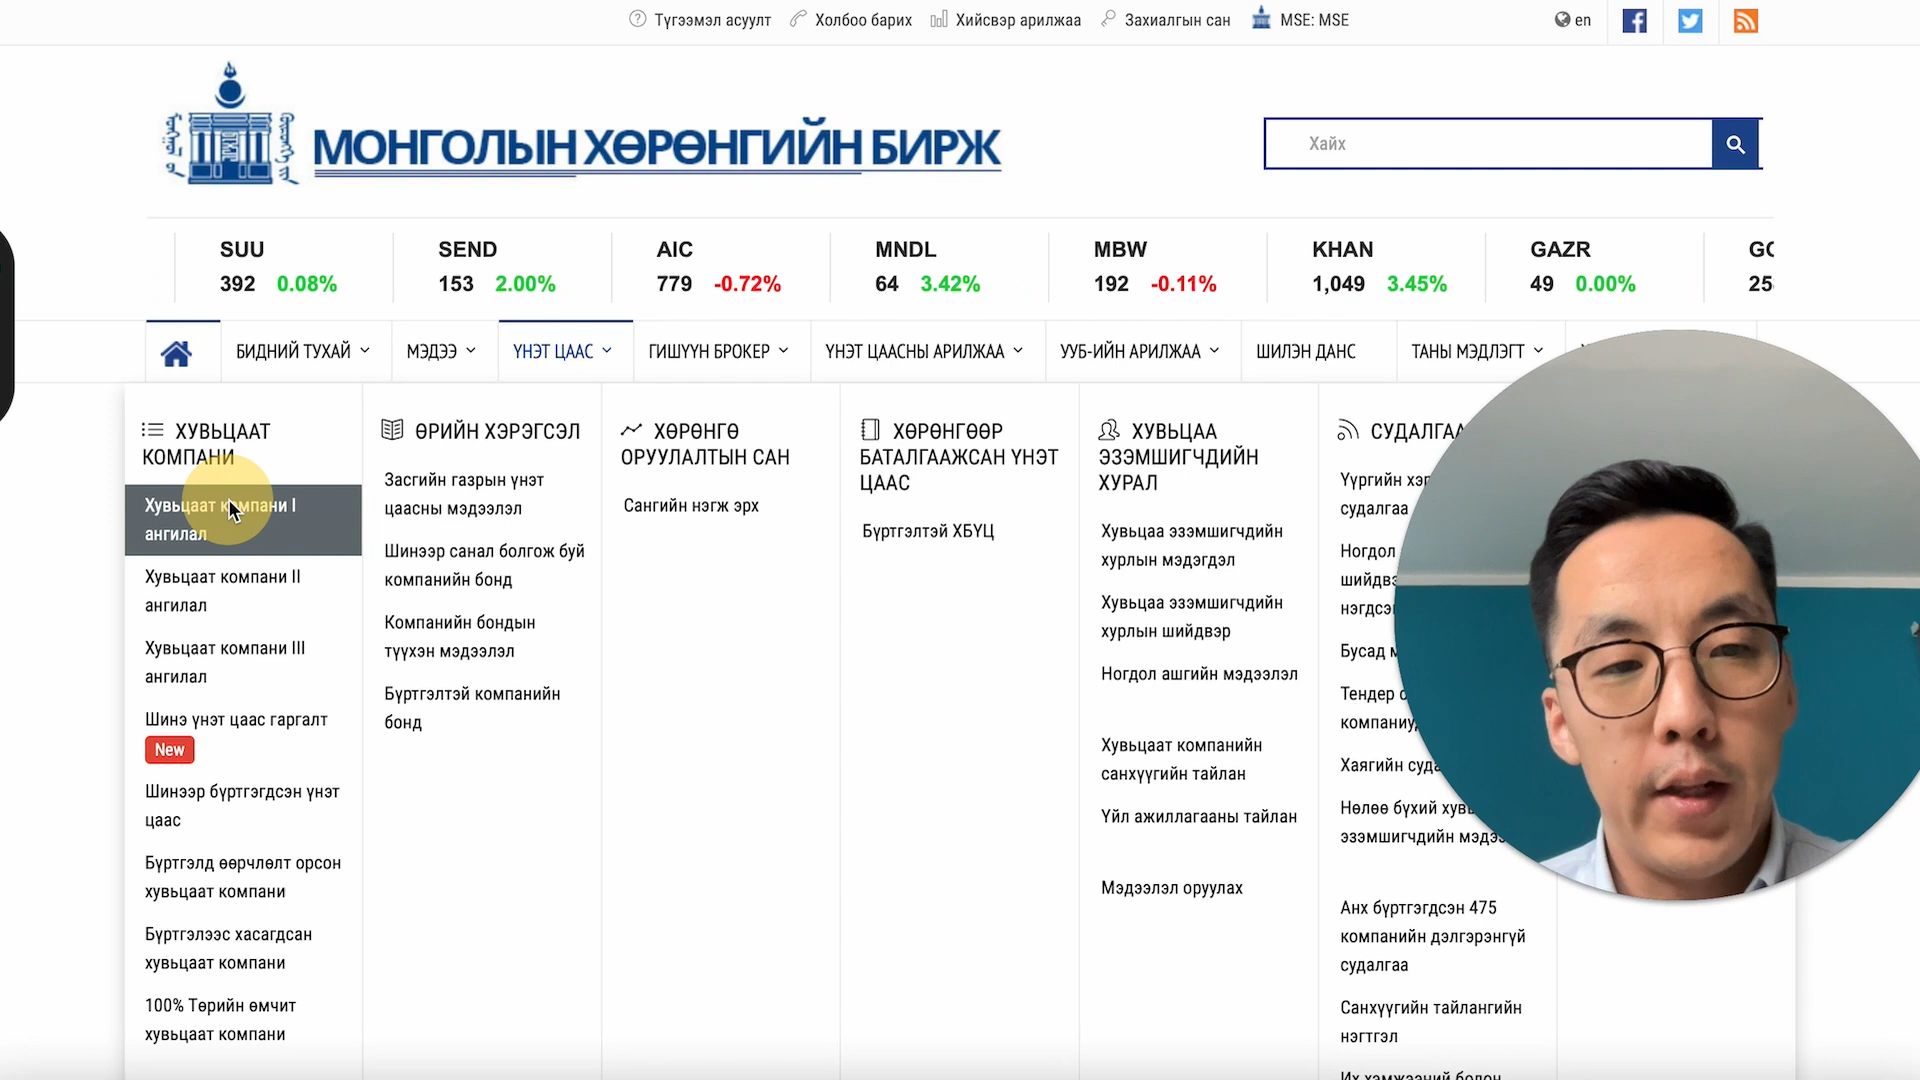 Түгээмэл асуулт
Холбоо барих
Хийсвэр арилжаа
Захиалгын сан
MSE: MSE
en
МОНГОЛЫН ХӨРӨНГИЙН БИРЖ
Хайх
SUU
392 0.08%
SEND
153 2.00%
AIC
779 -0.72%
MNDL
64 3.42%
MBW
192 -0.11%
KHAN
1,049 3.45%
GAZR
49 0.00%
БИДНИЙ ТУХАЙ
МЭДЭЭ
ҮНЭТ ЦААС
ГИШҮҮН БРОКЕР
ҮНЭТ ЦААСНЫ АРИЛЖАА
УУБ-ИЙН АРИЛЖАА
ШИЛЭН ДАНС
ТАНЫ МЭДЛЭГТ
ХУВЬЦААТ
КОМПАНИ
Хувьцаат компани I
ангилал
Хувьцаат компани II
ангилал
Хувьцаат компани III
ангилал
Шинэ үнэт цаас гаргалт
New
Шинээр бүртгэгдсэн үнэт
цаас
Бүртгэлд өөрчлөлт орсон
хувьцаат компани
Бүртгэлээс хасагдсан
хувьцаат компани
100% Төрийн өмчит
хувьцаат компани
ӨРИЙН ХЭРЭГСЭЛ
Засгийн газрын үнэт
цаасны мэдээлэл
Шинээр санал болгож буй
компанийн бонд
Компанийн бондын
түүхэн мэдээлэл
Бүртгэлтэй компанийн
бонд
ХӨРӨНГӨ
ОРУУЛАЛТЫН САН
Сангийн нэгж эрх
ХӨРӨНГӨӨР
БАТАЛГААЖСАН ҮНЭТ
ЦААС
Бүртгэлтэй ХБҮЦ
ХУВЬЦАА
ЭЗЭМШИГЧДИЙН
ХУРАЛ
Хувьцаа эзэмшигчдийн
хурлын мэдэгдэл
Хувьцаа эзэмшигчдийн
хурлын шийдвэр
Ногдол ашгийн мэдээлэл
Хувьцаат компанийн
санхүүгийн тайлан
Үйл ажиллагааны тайлан
Мэдээлэл оруулах
СУДАЛГАА
Үүргийн
судалгаа
Ногдол
Бусад
Тендер
Хаягийн
Нөлөө бүхий
эзэмшигчдийн
Анх бүртгэгдсэн 475
компанийн дэлгэрэнгүй
судалгаа
Санхүүгийн тайлангийн
нэгтгэл